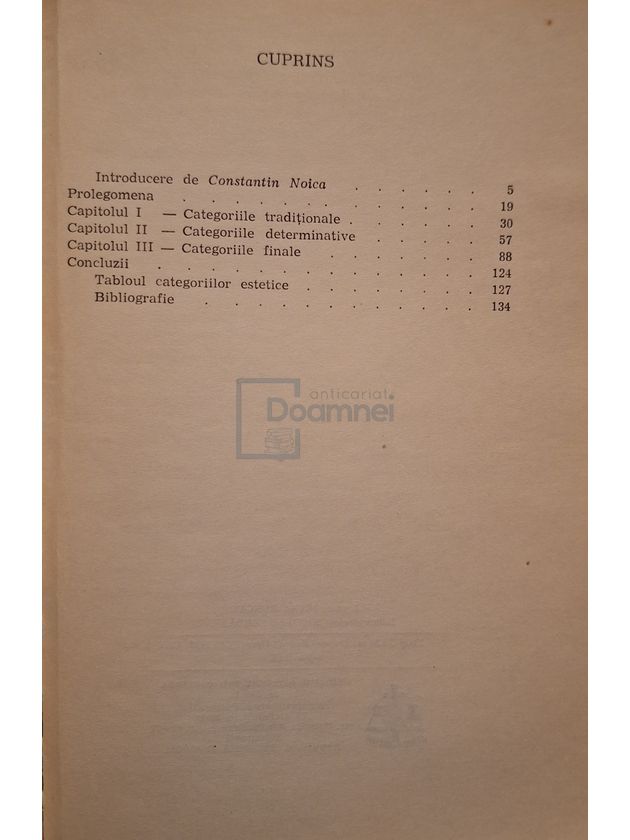 CUPRINS
Introducere de Constantin Noica . . . . . . 5
Prolegomena . . . . . . . . . . . 19
Capitolul I — Categoriile tradiționale . . . . . . 30
Capitolul II — Categoriile determinative . . . . . 57
Capitolul III — Categoriile finale . . . . . . . 88
Concluzii . . . . . . . . . . . . 124
Tabloul categoriilor estetice . . . . . . . . 127
Bibliografie . . . . . . . . . . . 134
anticariat
Doamnei